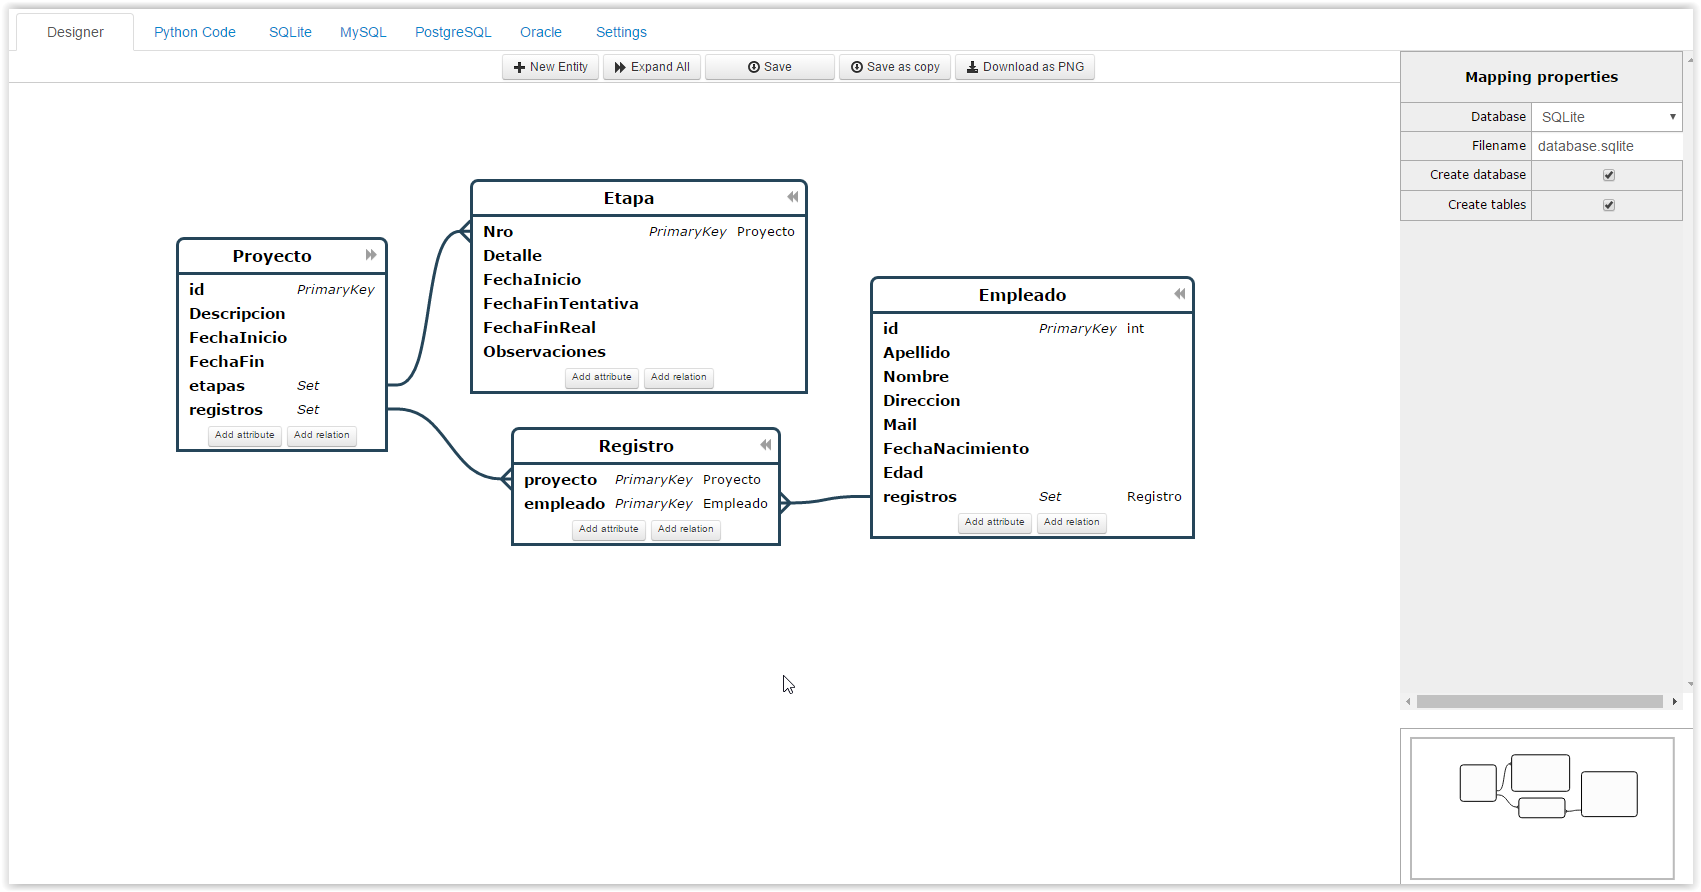 Designer Python Code SQLite MySQL PostgreSQL Oracle Settings
New Entity Expand All Save Save as copy Download as PNG
Mapping properties
Database SQLite
Filename database.sqlite
Create database
Create tables
Proyecto
id PrimaryKey
Descripcion
FechaInicio
FechaFin
etapas Set
registros Set
Add attribute Add relation
Etapa
Nro PrimaryKey Proyecto
Detalle
FechaInicio
FechaFinTentativa
FechaFinReal
Observaciones
Add attribute Add relation
Registro
proyecto PrimaryKey Proyecto
empleado PrimaryKey Empleado
Add attribute Add relation
Empleado
id PrimaryKey int
Apellido
Nombre
Direccion
Mail
FechaNacimiento
Edad
registros Set Registro
Add attribute Add relation